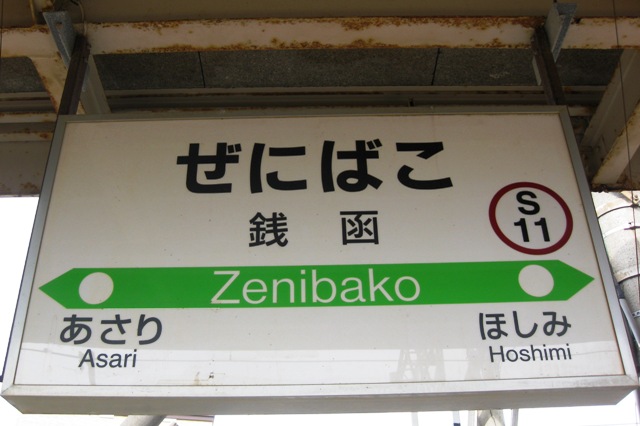 ぜにばこ
銭函
S
11
Zenibako
あさり
Asari
ほしみ
Hoshimi